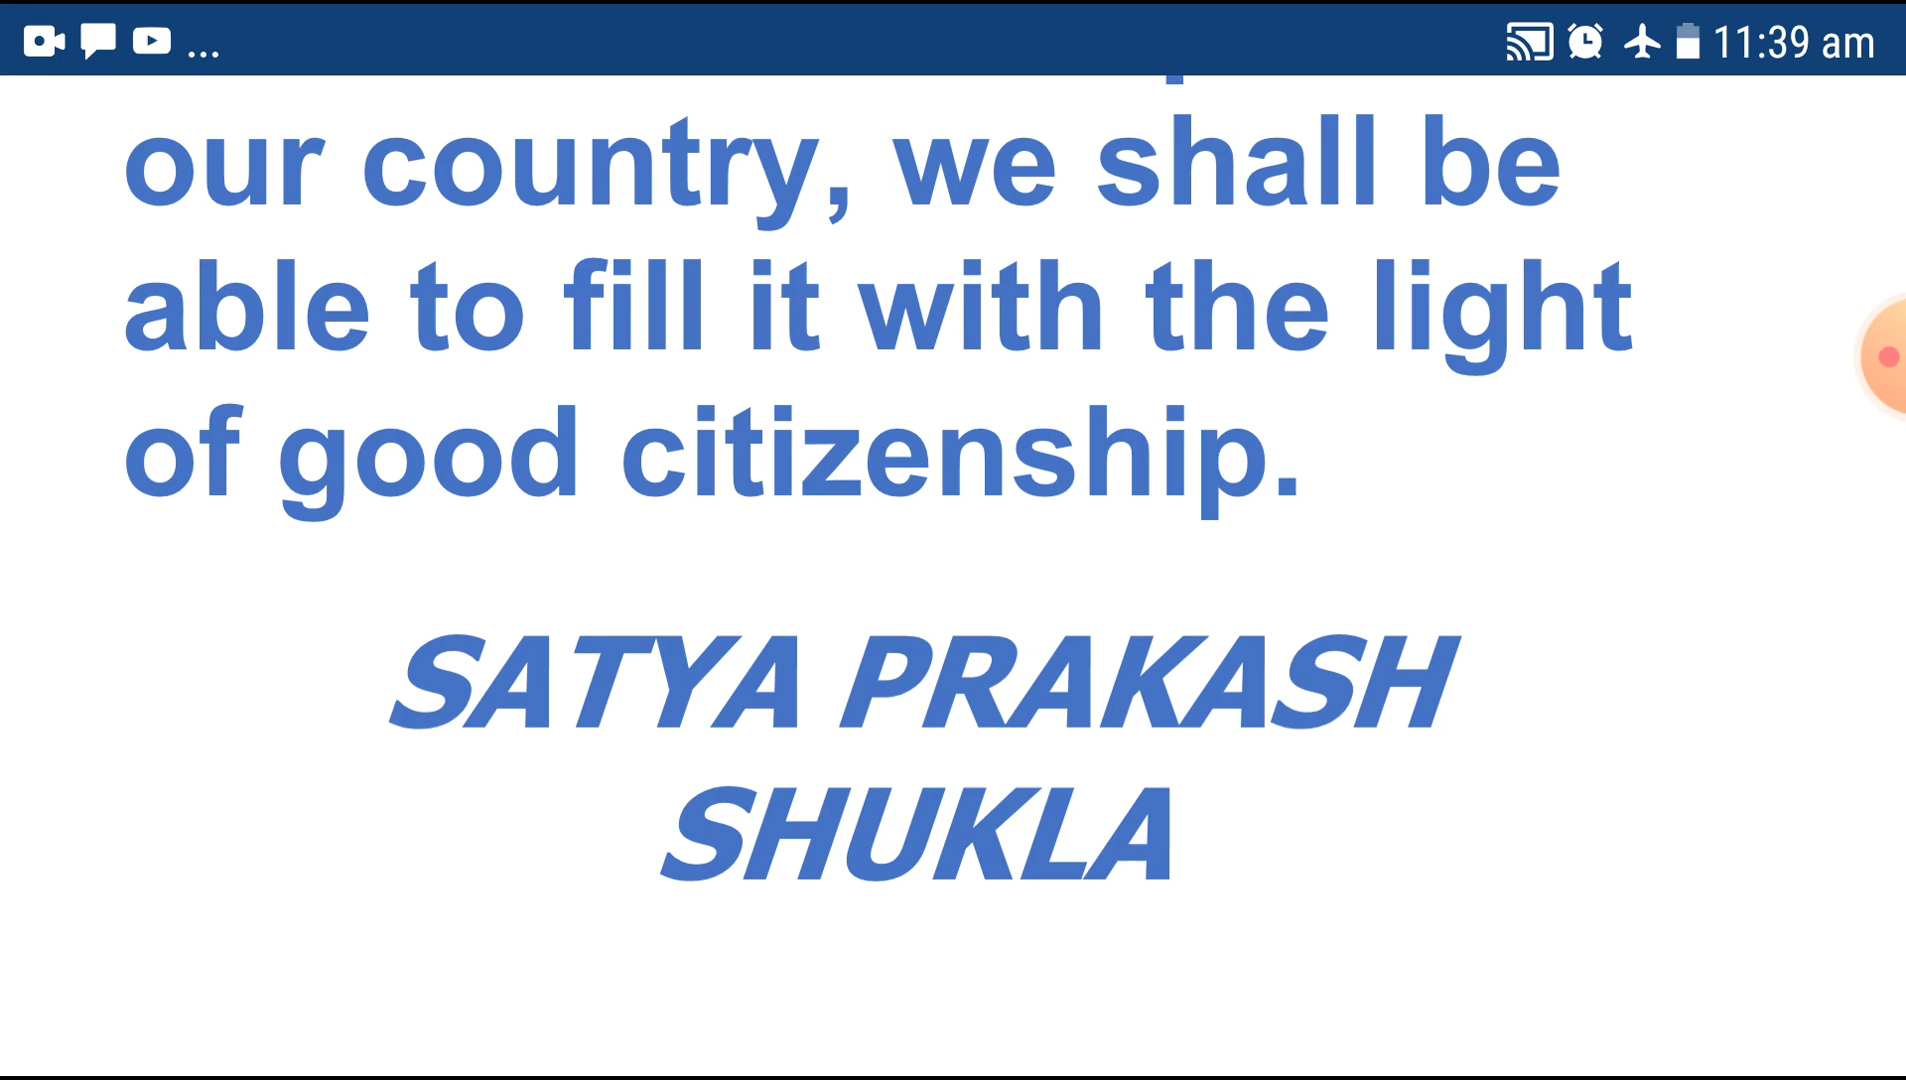 ... 11:39 am
our country, we shall be
able to fill it with the light
of good citizenship.
SATYA PRAKASH
SHUKLA